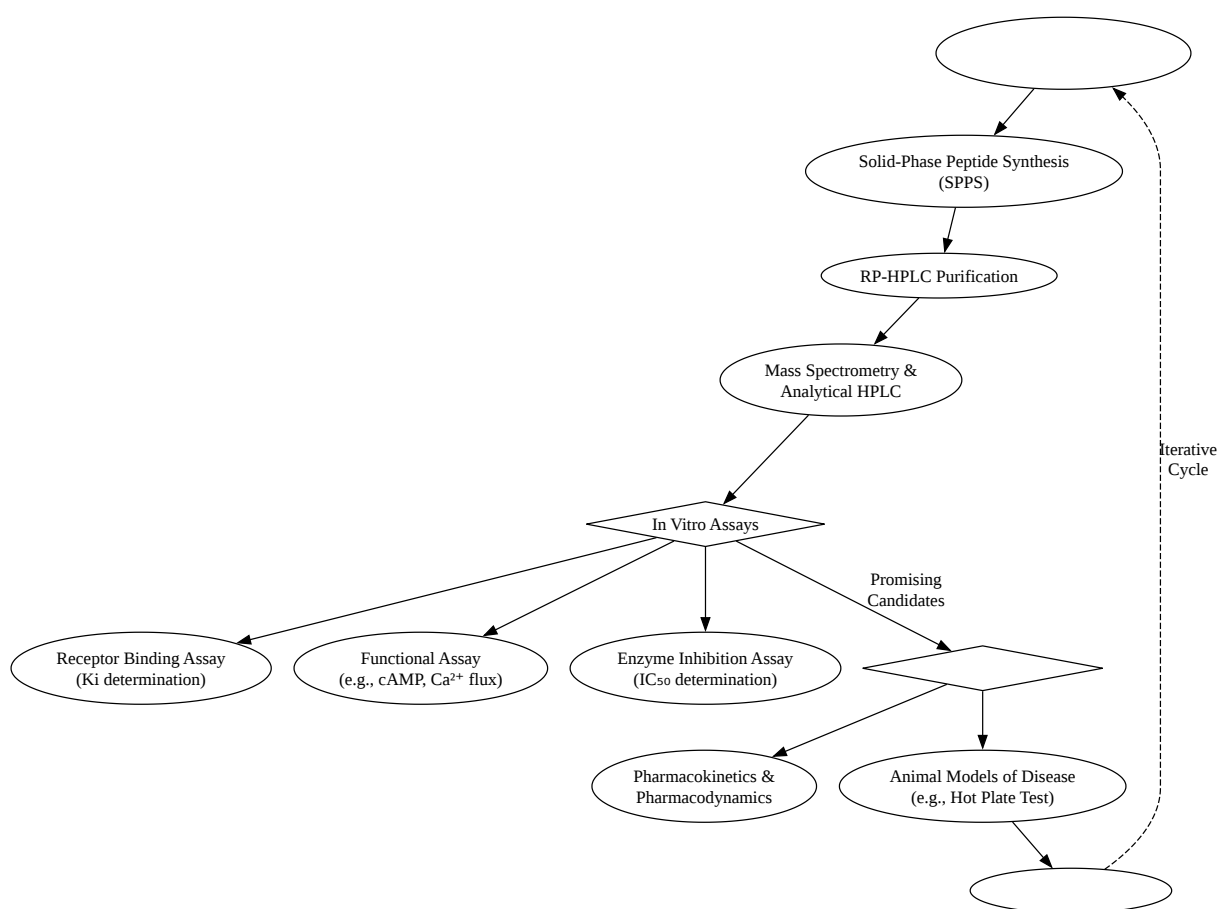 Solid-Phase Peptide Synthesis
(SPPS)
RP-HPLC Purification
Mass Spectrometry &
Analytical HPLC
Iterative
Cycle
In Vitro Assays
Promising
Candidates
Receptor Binding Assay
(Ki determination)
Functional Assay
(e.g., cAMP, Ca²⁺ flux)
Enzyme Inhibition Assay
(IC₅₀ determination)
Pharmacokinetics &
Pharmacodynamics
Animal Models of Disease
(e.g., Hot Plate Test)